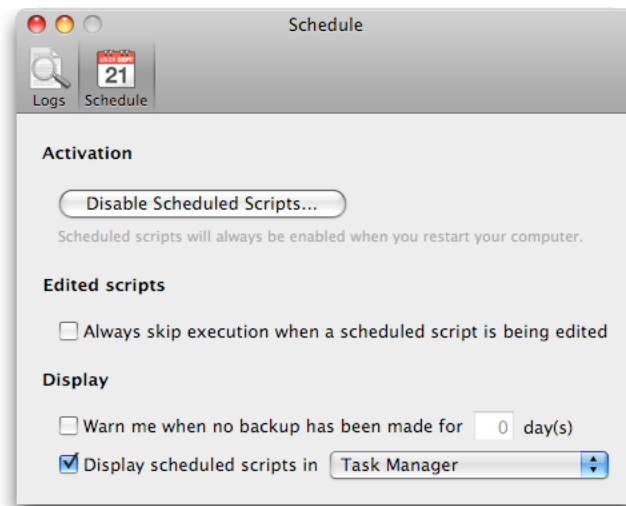 Schedule
21
Logs Schedule
Activation
Disable Scheduled Scripts...
Scheduled scripts will always be enabled when you restart your computer.
Edited scripts
Always skip execution when a scheduled script is being edited
Display
Warn me when no backup has been made for 0 day(s)
Display scheduled scripts in Task Manager